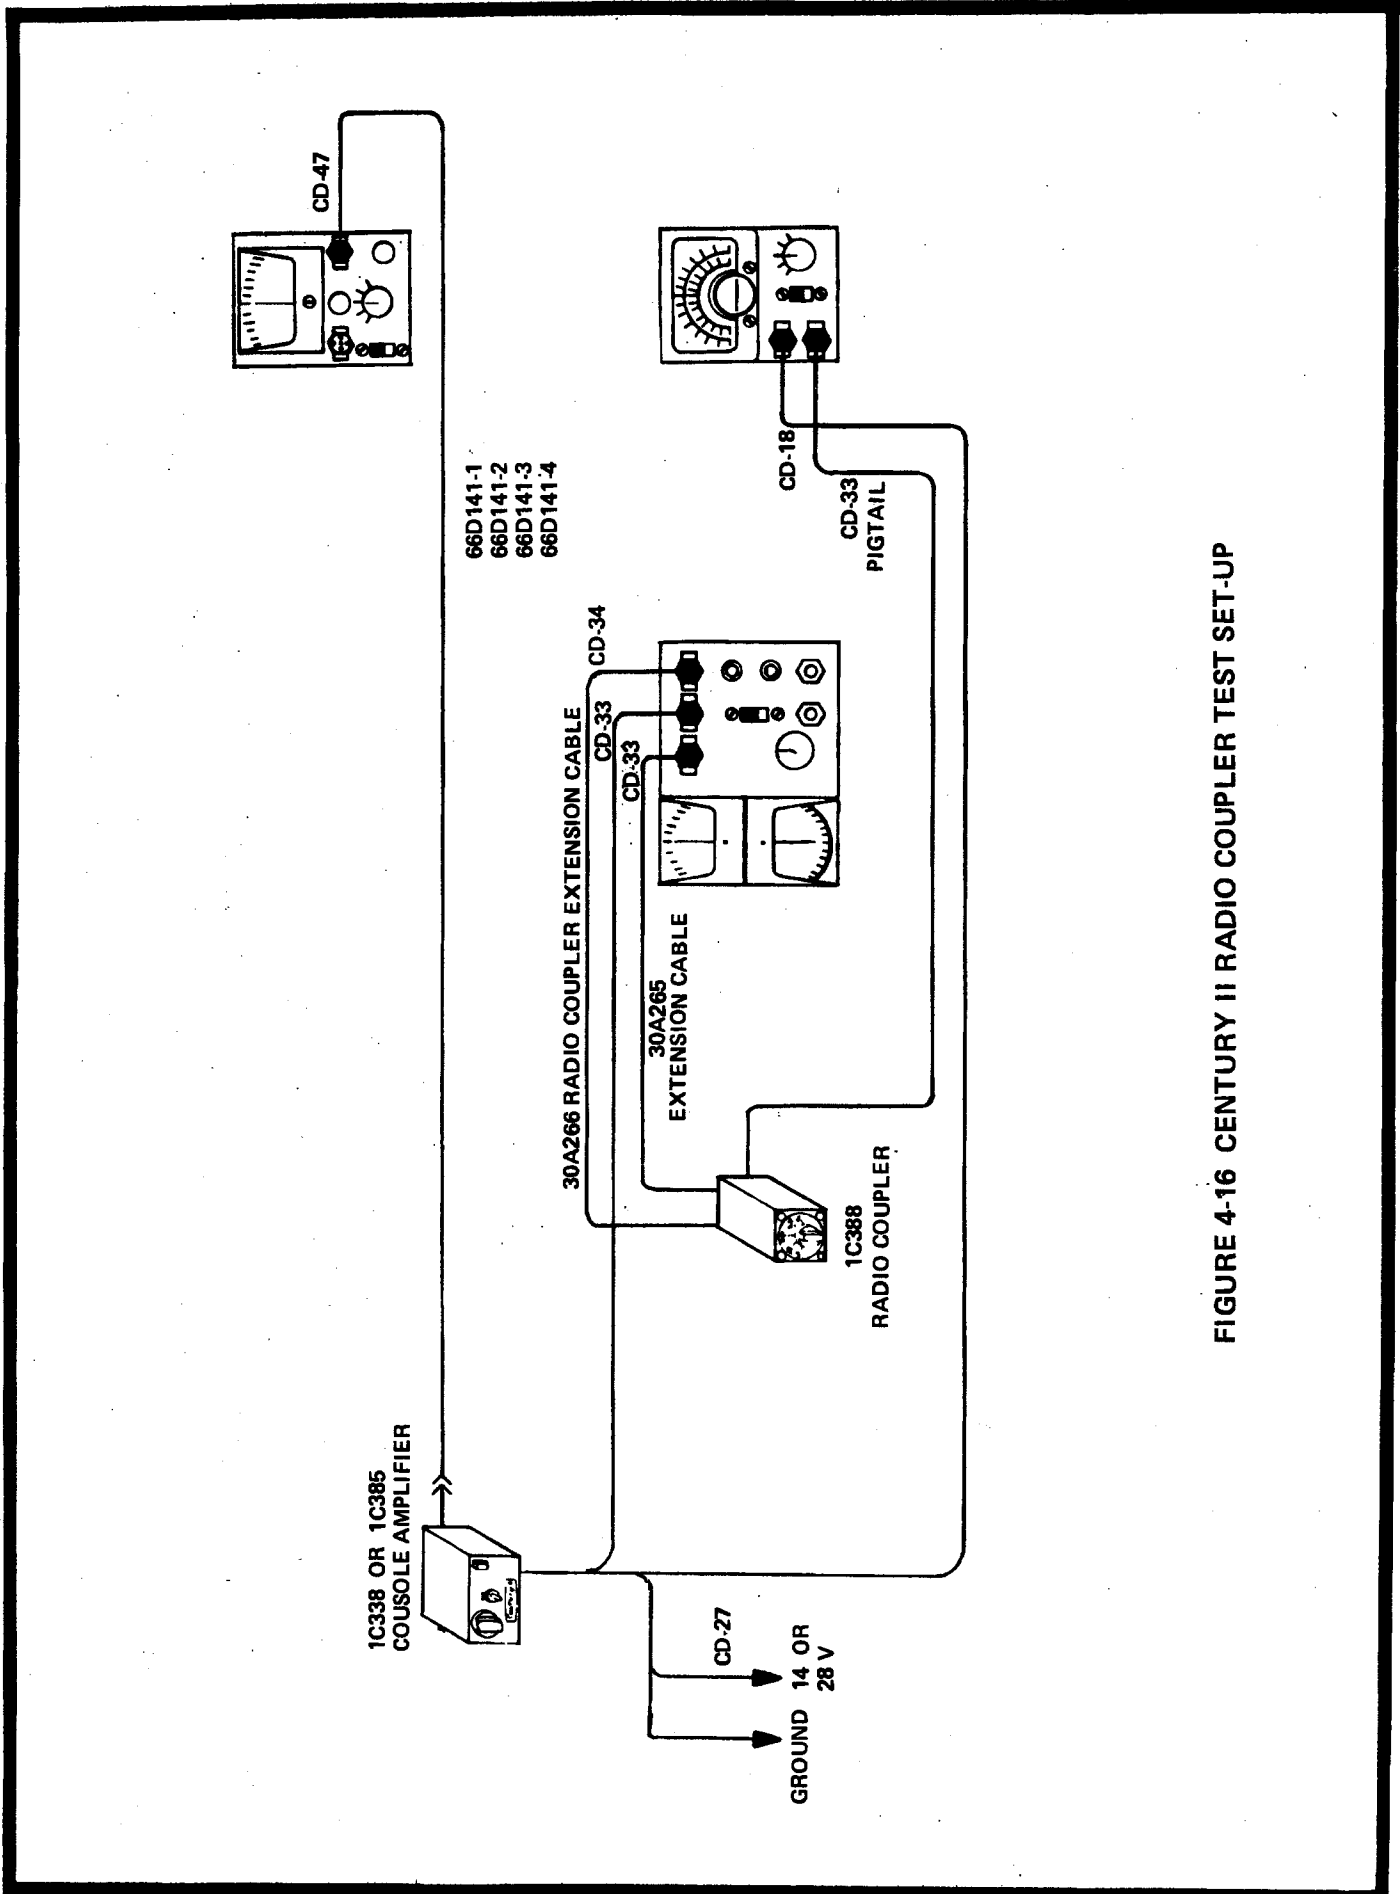 1C338 OR 1C385
COUSOLE AMPLIFIER
CD-47
66D141-1
66D141-2
66D141-3
66D141-4
30A266 RADIO COUPLER EXTENSION CABLE
CD-34
CD-33
CD-33
30A265
EXTENSION CABLE
CD-27
GROUND
14 OR
28 V
1C388
RADIO COUPLER
CD-18
CD-33
PIGTAIL
FIGURE 4-16 CENTURY II RADIO COUPLER TEST SET-UP